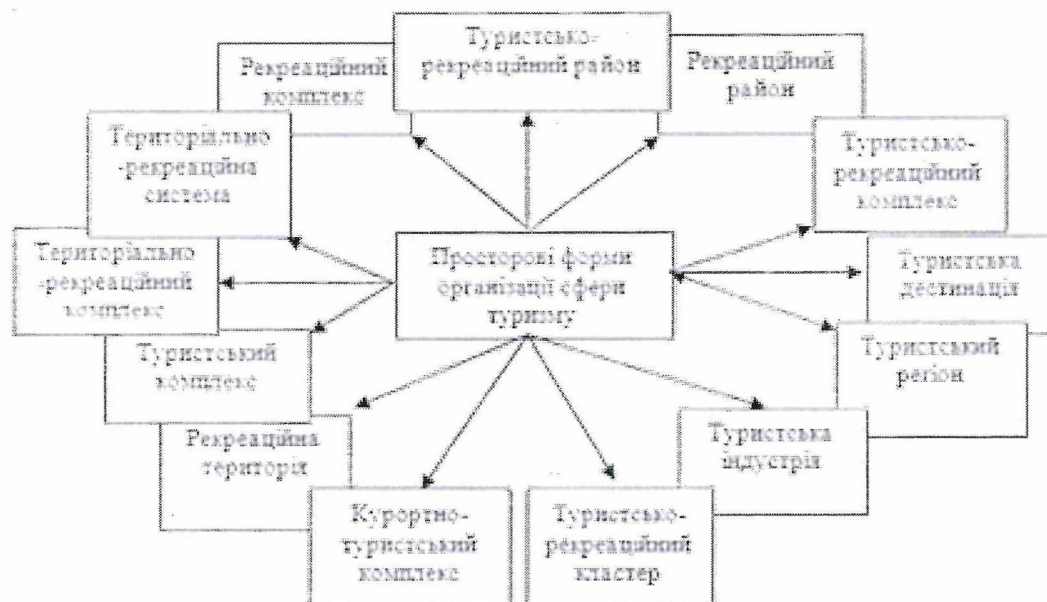 Туристсько-
рекреаційний район
Рекреаційний
комплекс
Рекреаційний
район
Територіально
-рекреаційна
система
Туристсько-
рекреаційний
комплекс
Територіально
-рекреаційний
комплекс
Просторові форми
організації сфери
туризму
Туристська
дестинація
Туристський
комплекс
Туристський
регіон
Рекреаційна
територія
Туристська
індустрія
Курортно-
туристський
комплекс
Туристсько-
рекреаційний
кластер